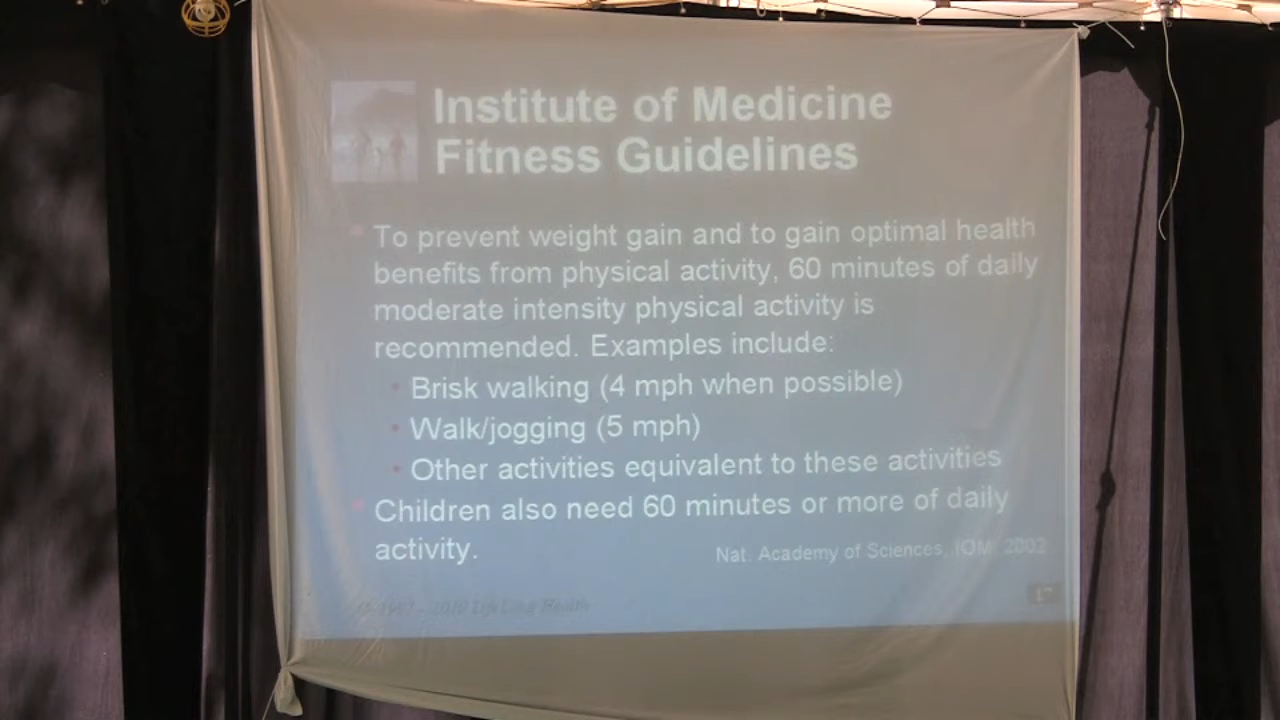 Institute of Medicine
Fitness Guidelines
To prevent weight gain and to gain optimal health
benefits from physical activity, 60 minutes of daily
moderate intensity physical activity is
recommended. Examples include:
Brisk walking (4 mph when possible)
Walk/jogging (5 mph)
Other activities equivalent to these activities
Children also need 60 minutes or more of daily
activity.
Nat. Academy of Sciences, IOM, 2002
Health
17